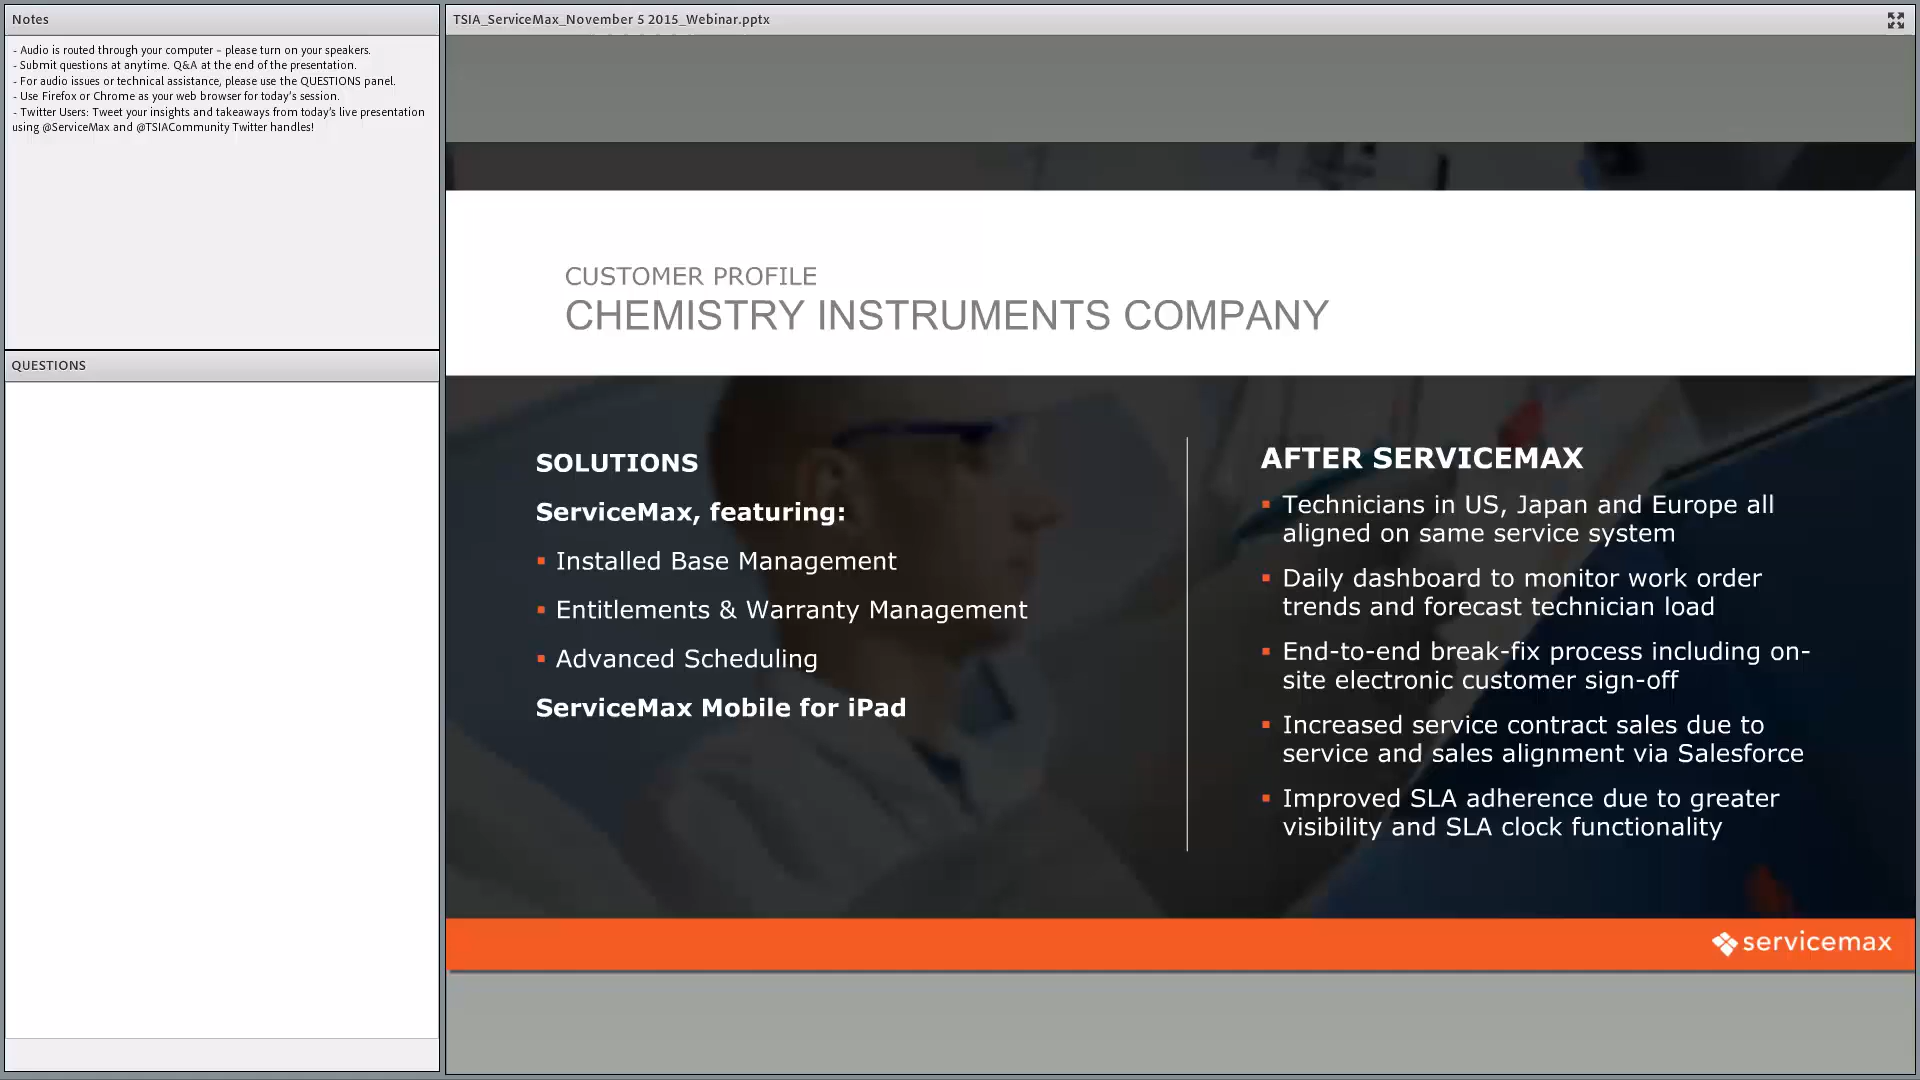 Notes
- Audio is routed through your computer – please turn on your speakers.
- Submit questions at anytime. Q&A at the end of the presentation.
- For audio issues or technical assistance, please use the QUESTIONS panel.
- Use Firefox or Chrome as your web browser for today's session.
- Twitter Users: Tweet your insights and takeaways from today's live presentation
using @ServiceMax and @TSIACommunity Twitter handles!
QUESTIONS
TSIA_ServiceMax_November 5 2015_Webinar.pptx
CUSTOMER PROFILE
CHEMISTRY INSTRUMENTS COMPANY
SOLUTIONS
ServiceMax, featuring:
▪ Installed Base Management
▪ Entitlements & Warranty Management
▪ Advanced Scheduling
ServiceMax Mobile for iPad
AFTER SERVICEMAX
▪ Technicians in US, Japan and Europe all
aligned on same service system
▪ Daily dashboard to monitor work order
trends and forecast technician load
▪ End-to-end break-fix process including on-
site electronic customer sign-off
▪ Increased service contract sales due to
service and sales alignment via Salesforce
▪ Improved SLA adherence due to greater
visibility and SLA clock functionality
servicemax